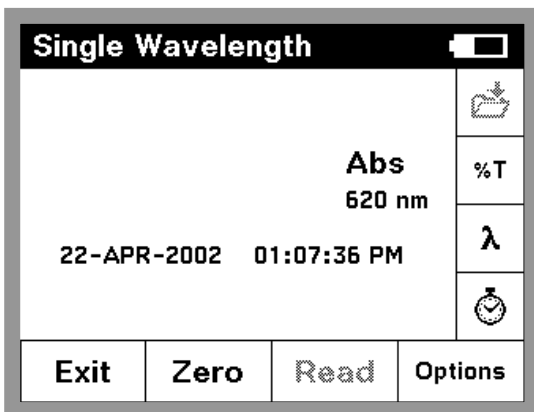 Single Wavelength
Abs
%T
620 nm
λ
22-APR-2002 01:07:36 PM
Exit Zero Read Options